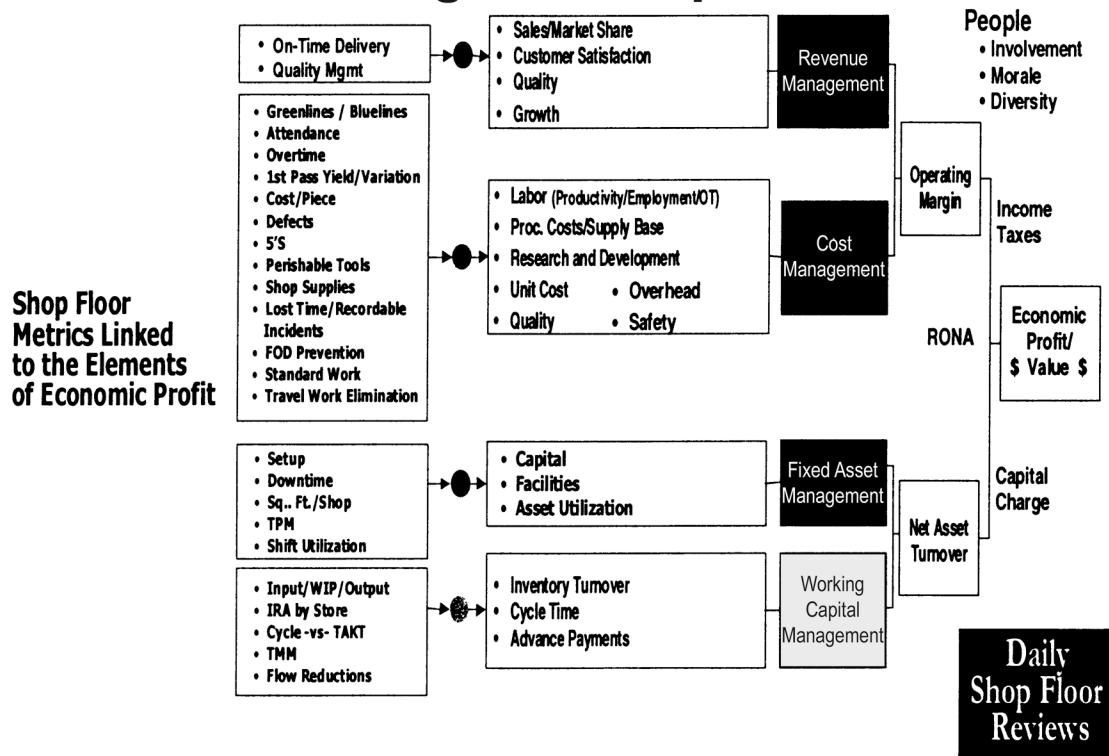 People
• Involvement
• Morale
• Diversity
• On-Time Delivery
• Quality Mgmt
• Sales/Market Share
• Customer Satisfaction
• Quality
• Growth
Revenue
Management
• Greenlines / Bluelines
• Attendance
• Overtime
• 1st Pass Yield/Variation
• Cost/Piece
• Defects
• 5'S
• Perishable Tools
• Shop Supplies
• Lost Time/Recordable
Incidents
• FOD Prevention
• Standard Work
• Travel Work Elimination
• Labor (Productivity/Employment/OT)
• Proc. Costs/Supply Base
• Research and Development
• Unit Cost • Overhead
• Quality • Safety
Cost
Management
Operating
Margin
Income
Taxes
Shop Floor
Metrics Linked
to the Elements
of Economic Profit
RONA
Economic
Profit/
$ Value $
• Setup
• Downtime
• Sq.. Ft./Shop
• TPM
• Shift Utilization
• Capital
• Facilities
• Asset Utilization
Fixed Asset
Management
Capital
Charge
Net Asset
Turnover
• Input/WIP/Output
• IRA by Store
• Cycle -vs- TAKT
• TMM
• Flow Reductions
• Inventory Turnover
• Cycle Time
• Advance Payments
Working
Capital
Management
Daily
Shop Floor
Reviews